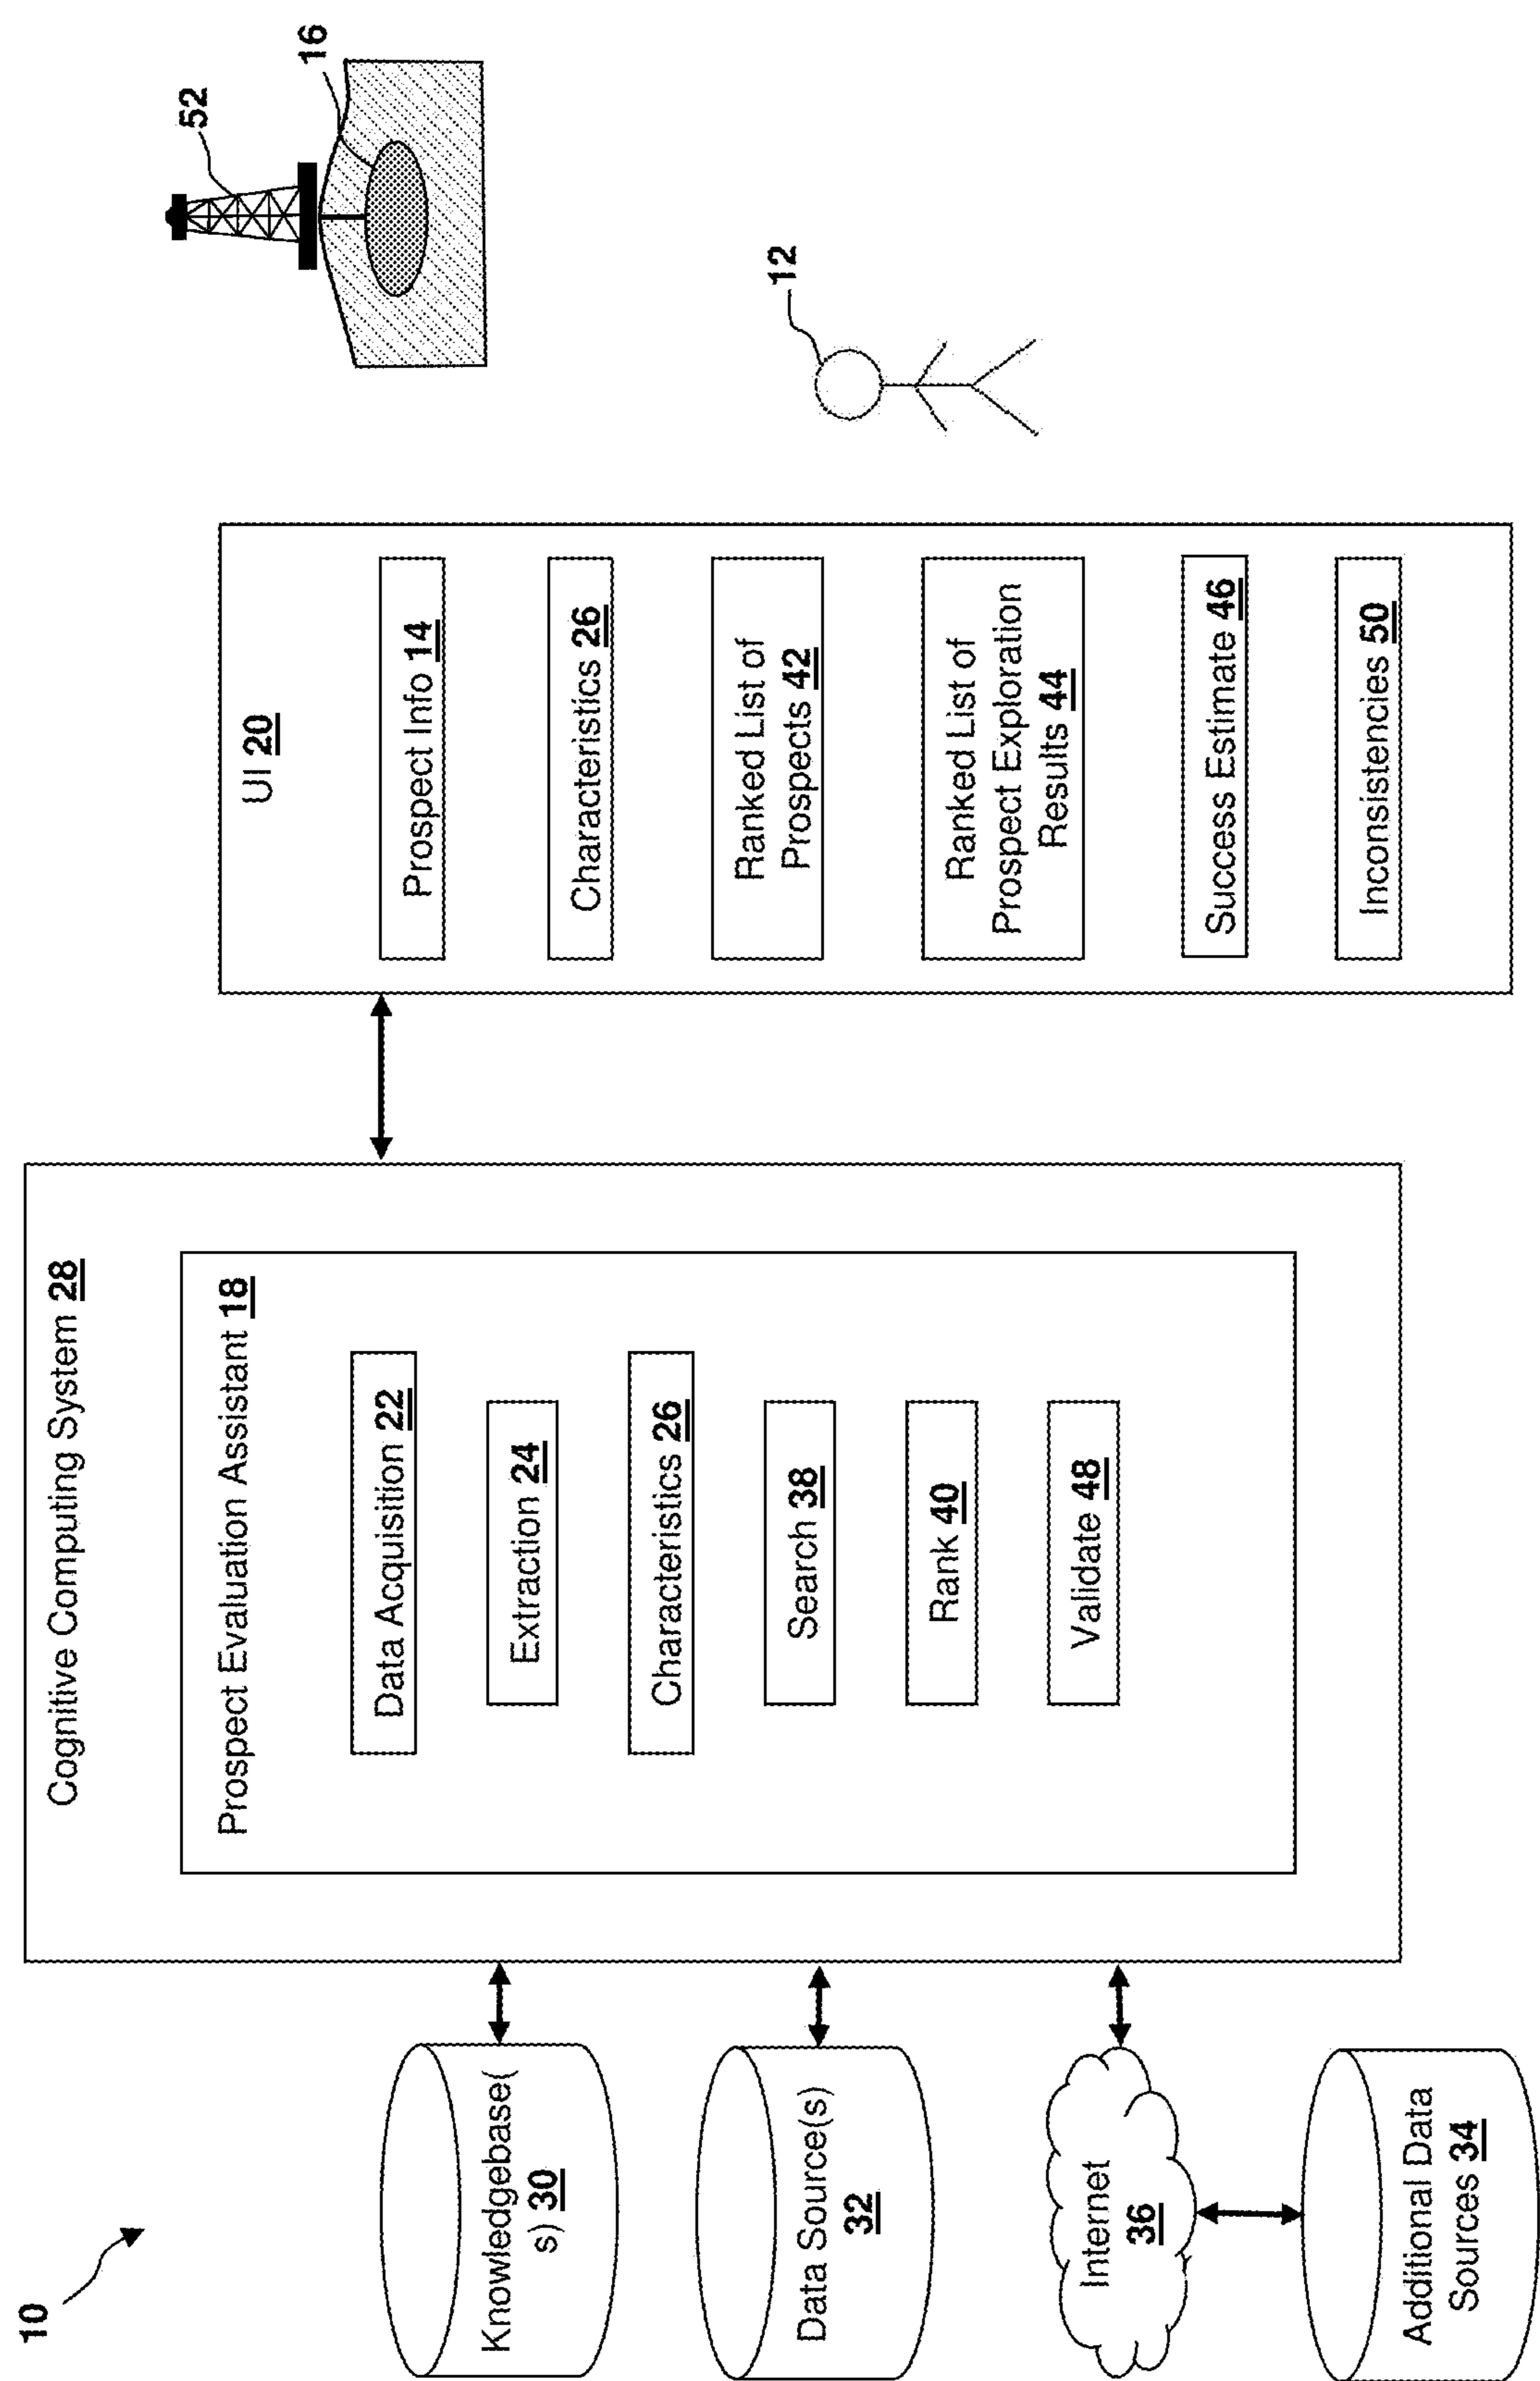 10
Knowledgebase(
s) 30
Data Source(s)
32
Internet
36
Additional Data
Sources 34
Cognitive Computing System 28
Prospect Evaluation Assistant 18
Data Acquisition 22
Extraction 24
Characteristics 26
Search 38
Rank 40
Validate 48
UI 20
Prospect Info 14
Characteristics 26
Ranked List of
Prospects 42
Ranked List of
Prospect Exploration
Results 44
Success Estimate 46
Inconsistencies 50
52
16
12